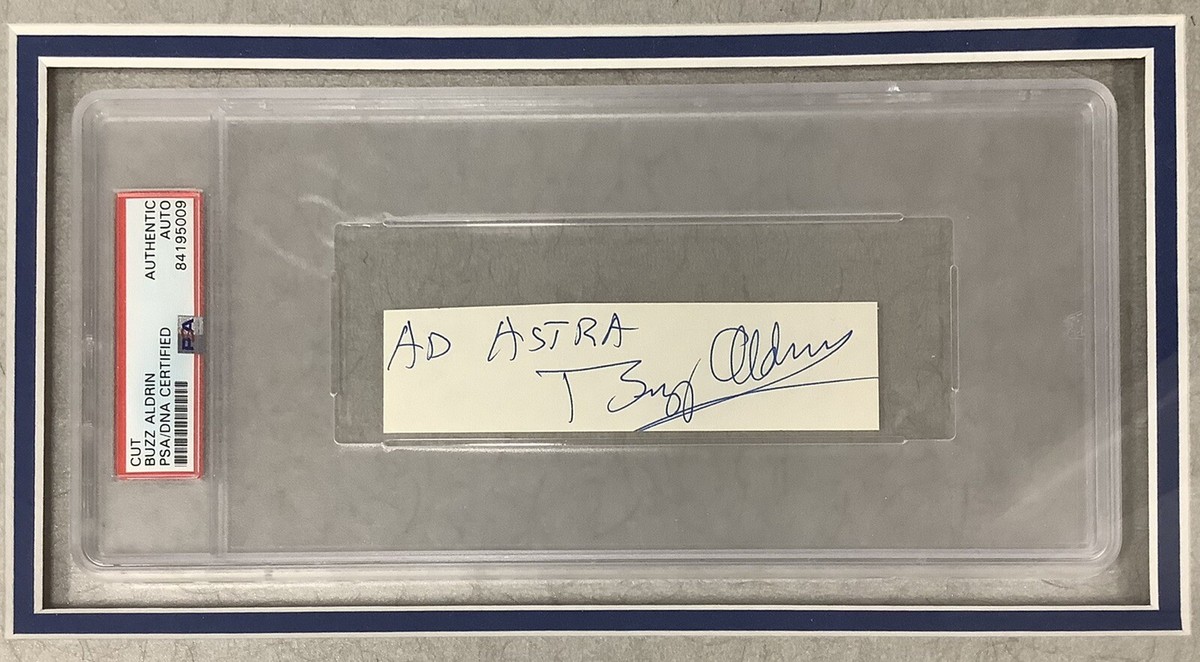 AD ASTRA
Buzz Aldrin
CUT
BUZZ ALDRIN
PSA/DNA CERTIFIED
AUTHENTIC
AUTO
84195009
PSA